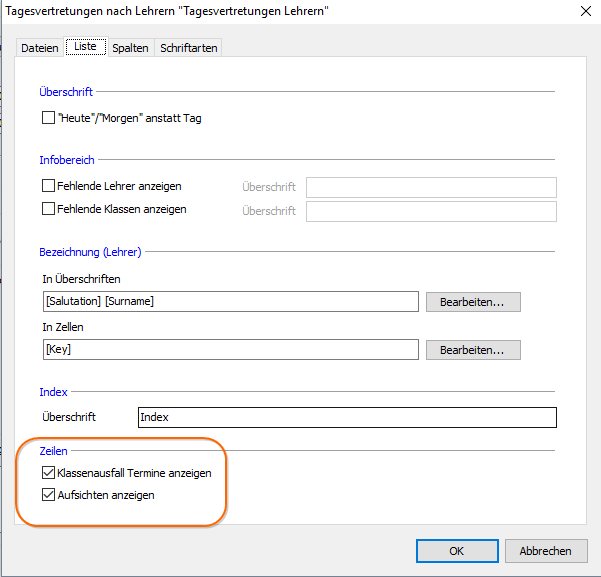 Tagesvertretungen nach Lehrern "Tagesvertretungen Lehrern"
Dateien Liste Spalten Schriftarten
Überschrift
"Heute"/"Morgen" anstatt Tag
Infobereich
Fehlende Lehrer anzeigen Überschrift
Fehlende Klassen anzeigen Überschrift
Bezeichnung (Lehrer)
In Überschriften
[Salutation] [Surname] Bearbeiten...
In Zellen
[Key] Bearbeiten...
Index
Überschrift Index
Zeilen
Klassenausfall Termine anzeigen
Aufsichten anzeigen
OK Abbrechen